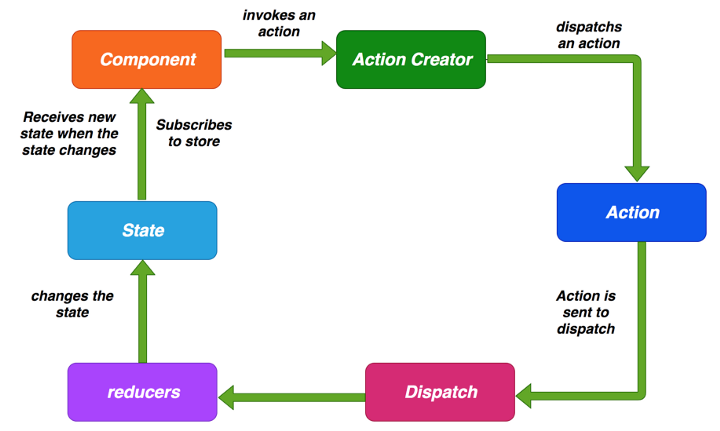 invokes an
action
Component
Action Creator
dispatchs
an action
Receives new
state when the
state changes
Subscribes
to store
State
Action
changes the
state
Action is
sent to
dispatch
reducers
Dispatch